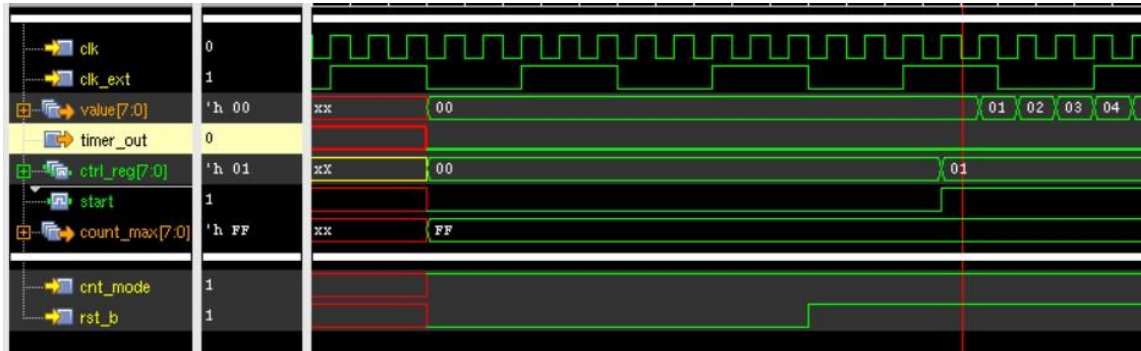 clk 0
clk_ext 1
value[7:0] 'h 00 xx 00 01 02 03 04
timer_out 0
ctrl_reg[7:0] 'h 01 xX 00 01
start 1
count_max[7:0] 'h FF xx FF
cnt_mode 1
rst_b 1